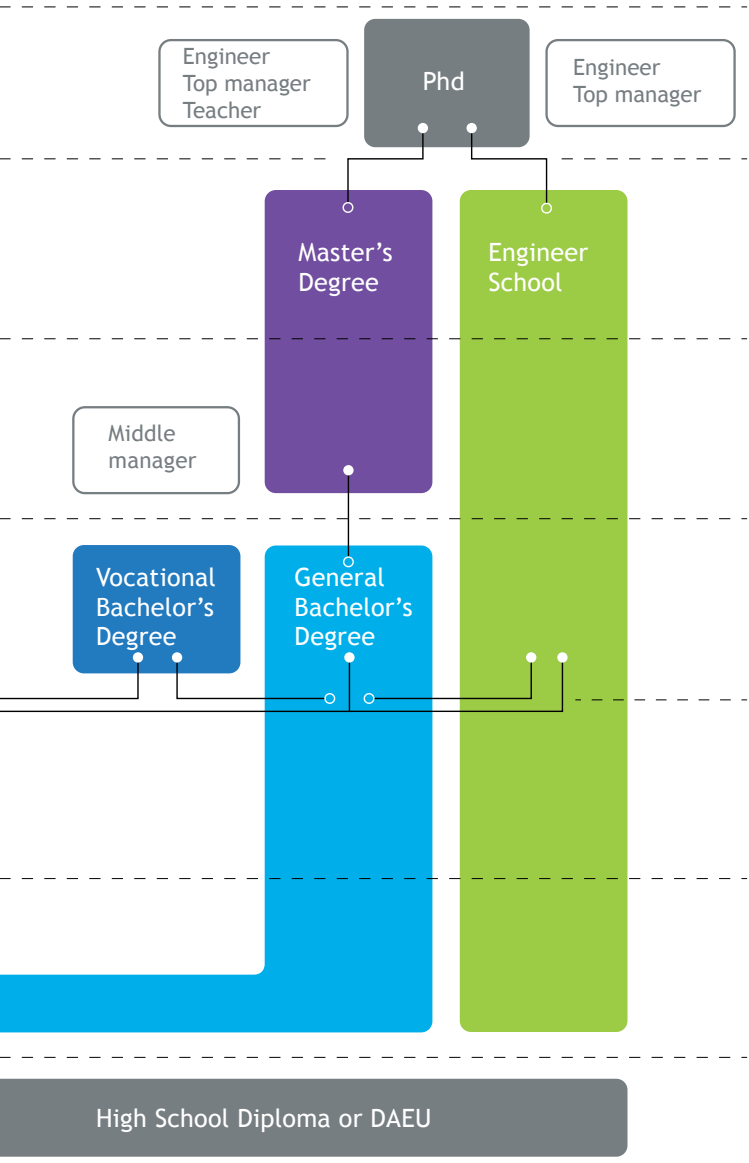 Engineer
Top manager
Teacher
Phd
Engineer
Top manager
Master’s
Degree
Engineer
School
Middle
manager
Vocational
Bachelor’s
Degree
General
Bachelor’s
Degree
High School Diploma or DAEU